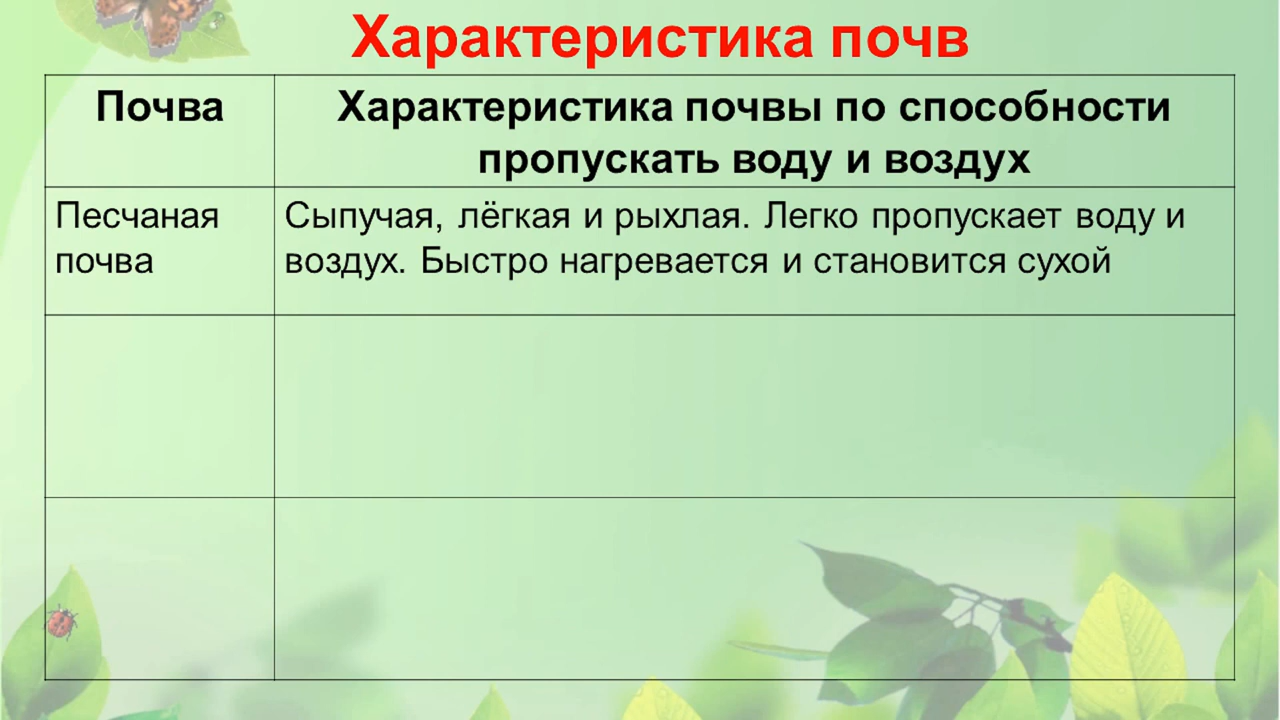 Характеристика почв
Почва
Характеристика почвы по способности
пропускать воду и воздух
Песчаная
почва
Сыпучая, лёгкая и рыхлая. Легко пропускает воду и
воздух. Быстро нагревается и становится сухой